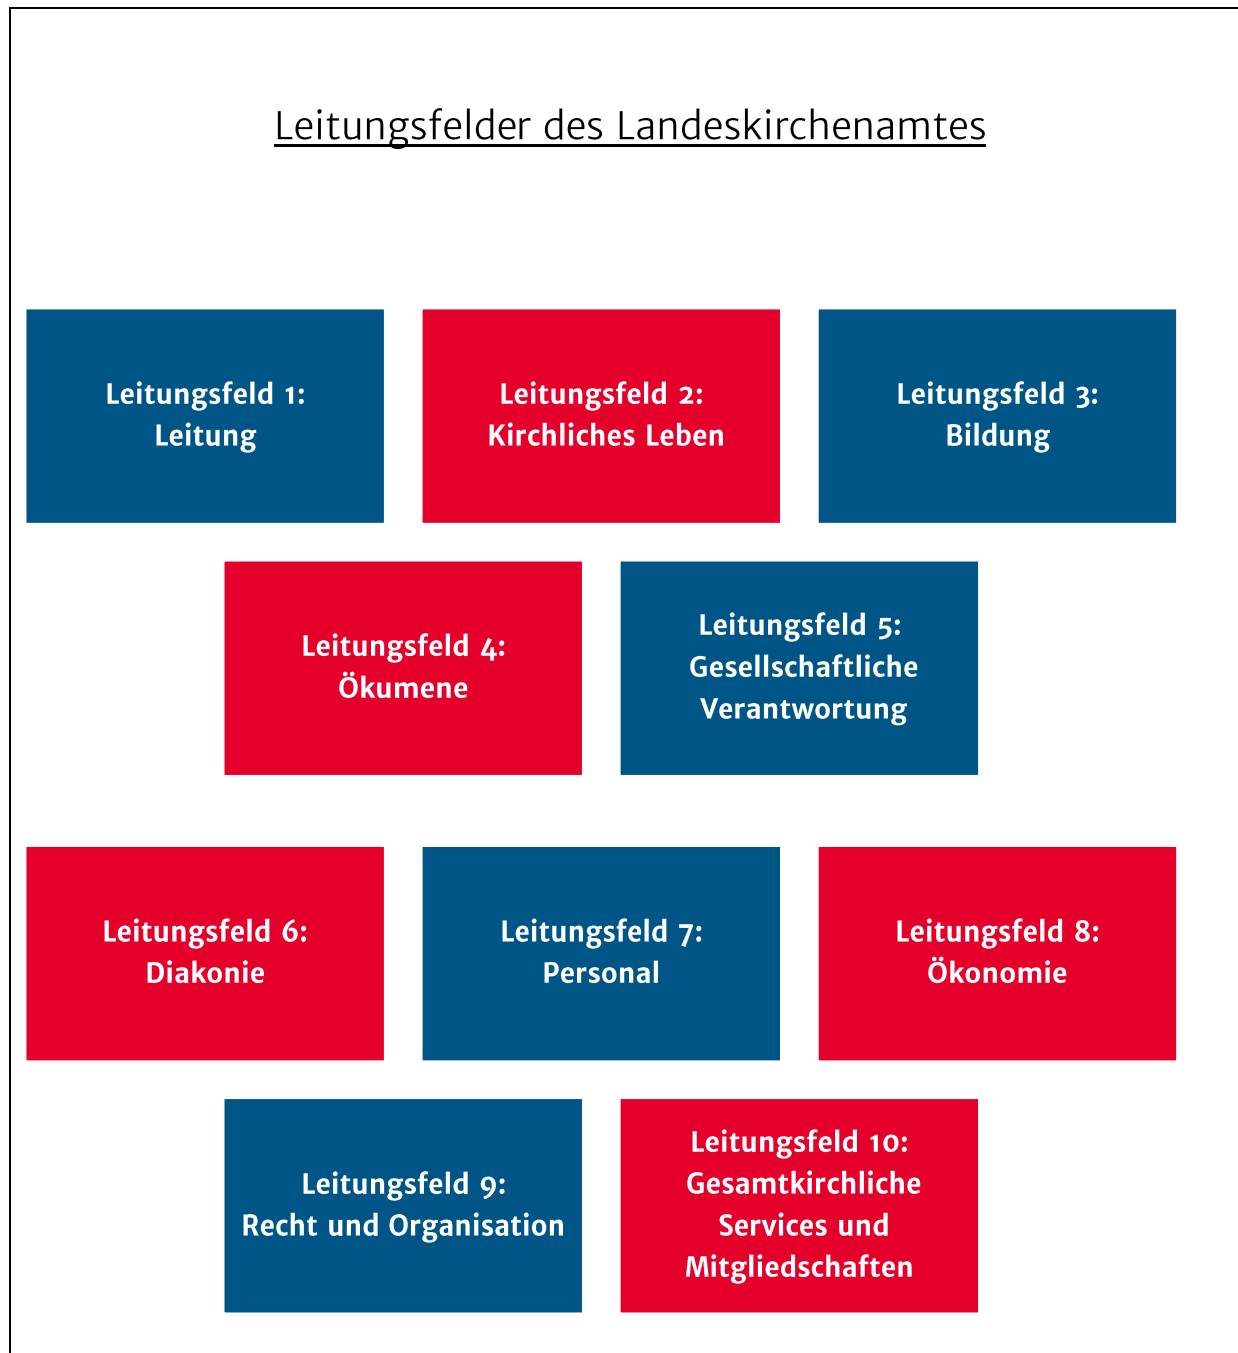 Leitungsfelder des Landeskirchenamtes
Leitungsfeld 1:
Leitung
Leitungsfeld 2:
Kirchliches Leben
Leitungsfeld 3:
Bildung
Leitungsfeld 4:
Ökumene
Leitungsfeld 5:
Gesellschaftliche
Verantwortung
Leitungsfeld 6:
Diakonie
Leitungsfeld 7:
Personal
Leitungsfeld 8:
Ökonomie
Leitungsfeld 9:
Recht und Organisation
Leitungsfeld 10:
Gesamtkirchliche
Services und
Mitgliedschaften